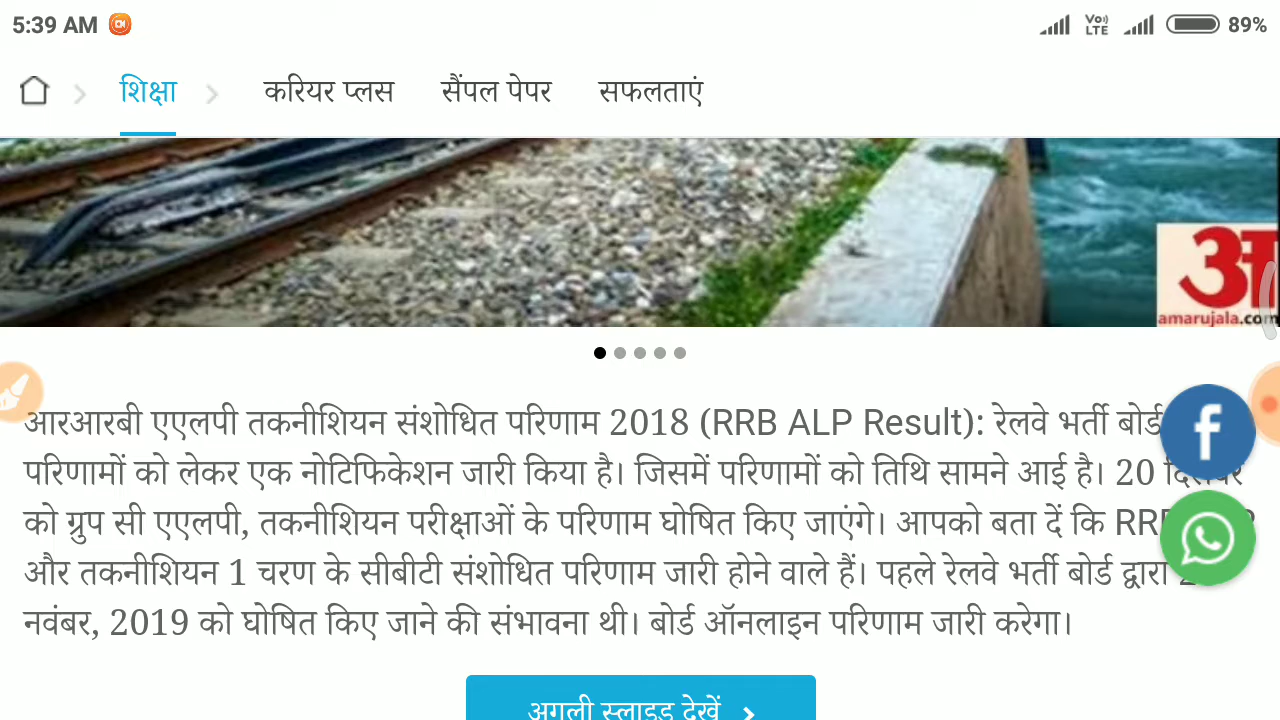 5:39 AM Vo) LTE 89%
शिक्षा करियर प्लस सैंपल पेपर सफलताएं
अ
amarujala.com
आरआरबी एएलपी तकनीशियन संशोधित परिणाम 2018 (RRB ALP Result): रेलवे भर्ती बोर्ड
परिणामों को लेकर एक नोटिफिकेशन जारी किया है। जिसमें परिणामों को तिथि सामने आई है। 20
को ग्रुप सी एएलपी, तकनीशियन परीक्षाओं के परिणाम घोषित किए जाएंगे। आपको बता दें कि
और तकनीशियन 1 चरण के सीबीटी संशोधित परिणाम जारी होने वाले हैं। पहले रेलवे भर्ती बोर्ड द्वारा
नवंबर, 2019 को घोषित किए जाने की संभावना थी। बोर्ड ऑनलाइन परिणाम जारी करेगा।
अगली स्लाइड देखें